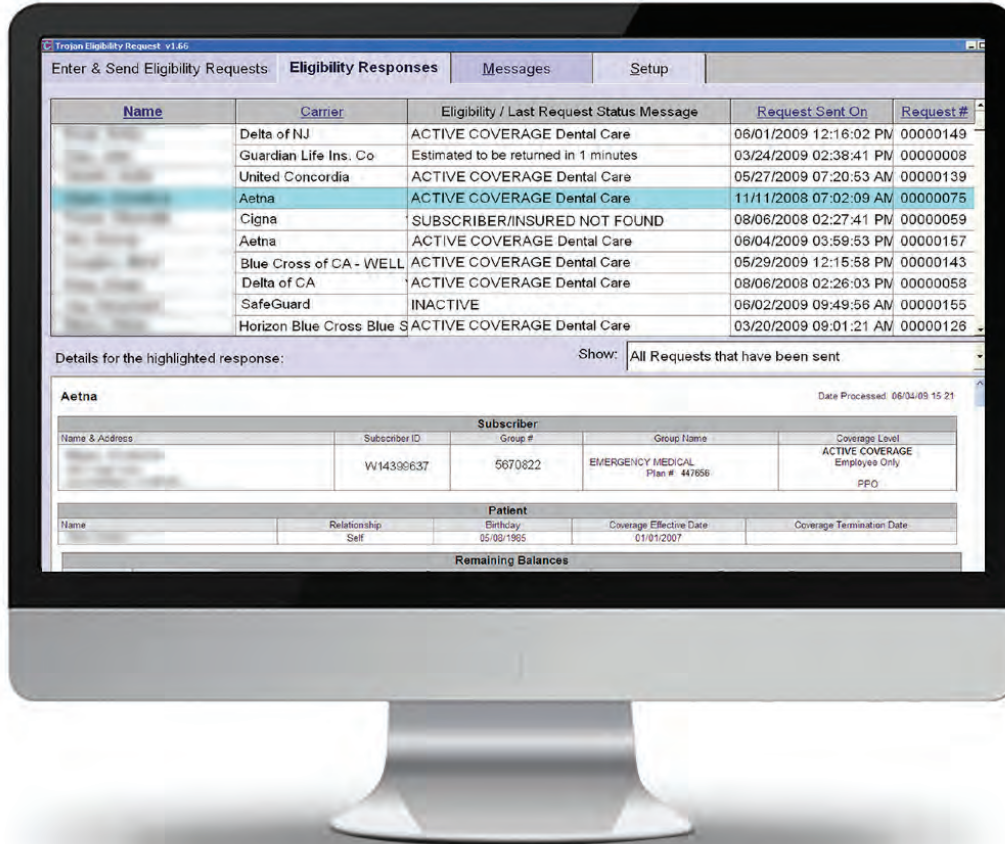 Trojan Eligibility Request v1.66
Enter & Send Eligibility Requests Eligibility Responses Messages Setup
Name Carrier Eligibility / Last Request Status Message Request Sent On Request #
Delta of NJ ACTIVE COVERAGE Dental Care 06/01/2009 12:16:02 PM 00000149
Guardian Life Ins. Co Estimated to be returned in 1 minutes 03/24/2009 02:38:41 PM 00000008
United Concordia ACTIVE COVERAGE Dental Care 05/27/2009 07:20:53 AM 00000139
Aetna ACTIVE COVERAGE Dental Care 11/11/2008 07:02:09 AM 00000075
Cigna SUBSCRIBER/INSURED NOT FOUND 08/06/2008 02:27:41 PM 00000059
Aetna ACTIVE COVERAGE Dental Care 06/04/2009 03:59:53 PM 00000157
Blue Cross of CA - WELL ACTIVE COVERAGE Dental Care 05/29/2009 12:15:58 PM 00000143
Delta of CA ACTIVE COVERAGE Dental Care 08/06/2008 02:26:03 PM 00000058
SafeGuard INACTIVE 06/02/2009 09:49:56 AM 00000155
Horizon Blue Cross Blue S ACTIVE COVERAGE Dental Care 03/20/2009 09:01:21 AM 00000126
Details for the highlighted response: Show: All Requests that have been sent
Aetna Date Processed 06/04/09 15 21
Subscriber
Name & Address Subscriber ID Group # Group Name Coverage Level
W14399637 5670822 EMERGENCY MEDICAL ACTIVE COVERAGE
Plan # 447656 Employee Only
PPO
Patient
Name Relationship Birthday Coverage Effective Date Coverage Termination Date
Self 05/08/1985 01/01/2007
Remaining Balances